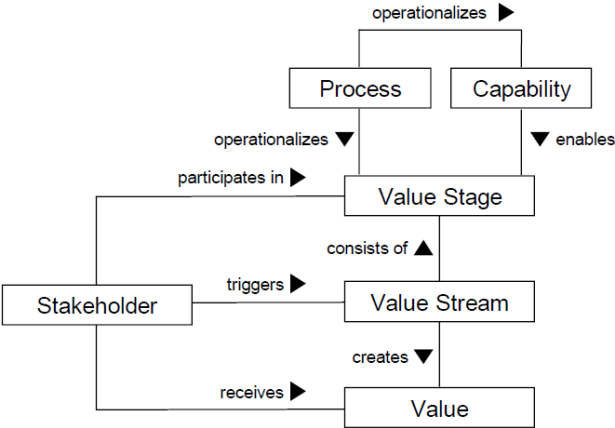 operationalizes
Process
Capability
operationalizes
enables
participates in
Value Stage
consists of
triggers
Stakeholder
Value Stream
creates
receives
Value